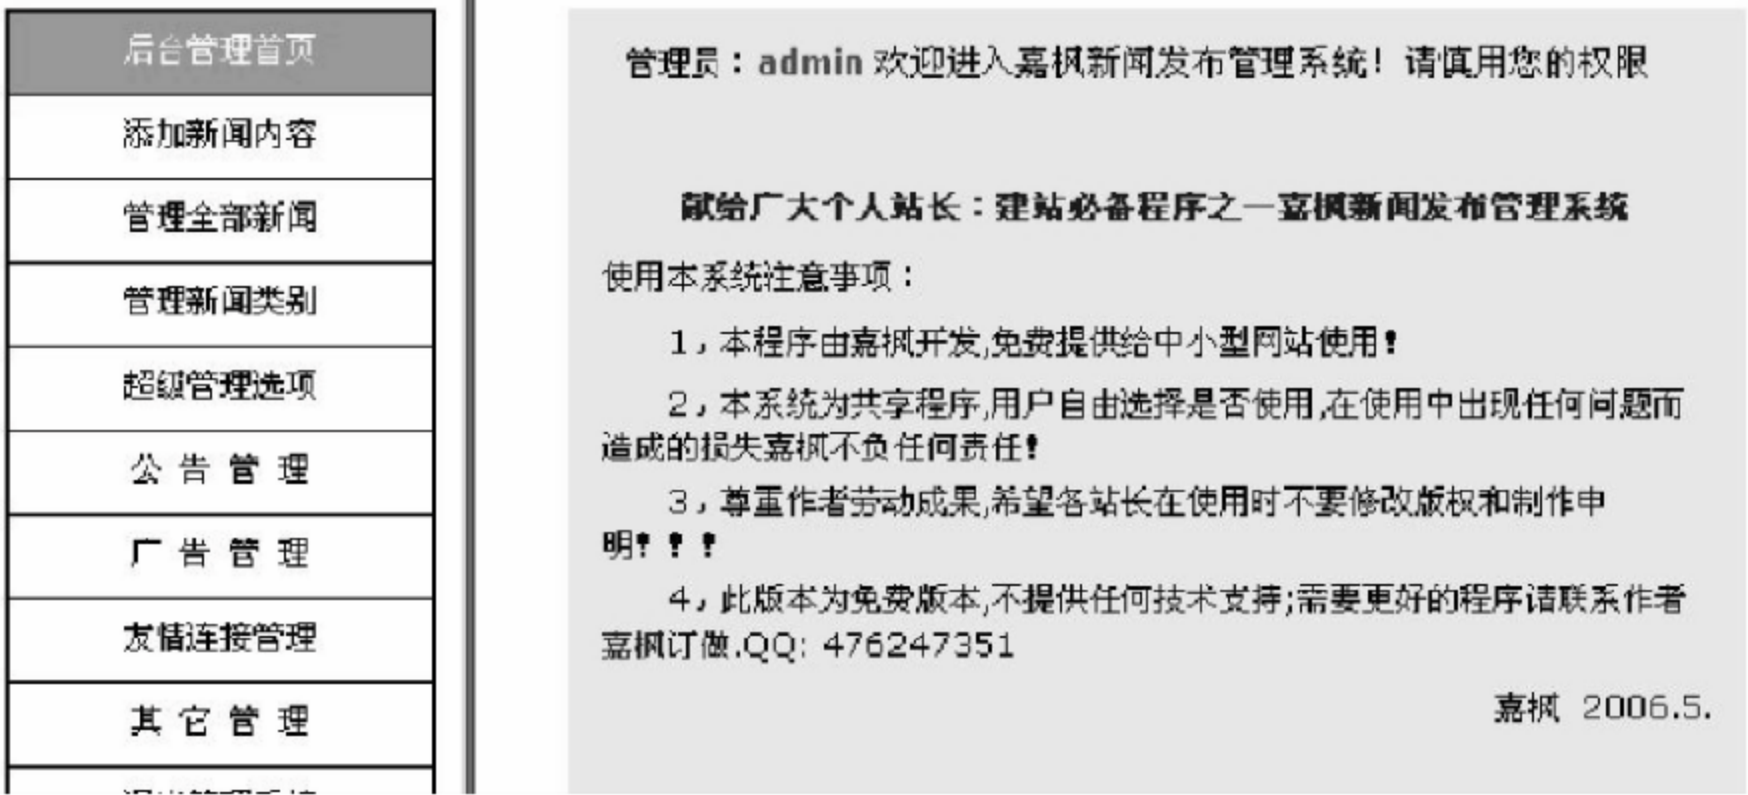 后台管理首页
添加新闻内容
管理全部新闻
管理新闻类别
超级管理选项
公 告 管 理
广 告 管 理
友情连接管理
其 它 管 理
管理员：admin 欢迎进入嘉枫新闻发布管理系统！请慎用您的权限
献给广大个人站长：建站必备程序之一嘉枫新闻发布管理系统
使用本系统注意事项：
1，本程序由嘉枫开发,免费提供给中小型网站使用！
2，本系统为共享程序,用户自由选择是否使用,在使用中出现任何问题而
造成的损失嘉枫不负任何责任！
3，尊重作者劳动成果,希望各站长在使用时不要修改版权和制作申
明！！！
4，此版本为免费版本,不提供任何技术支持;需要更好的程序请联系作者
嘉枫订做.QQ: 476247351
嘉枫 2006.5.